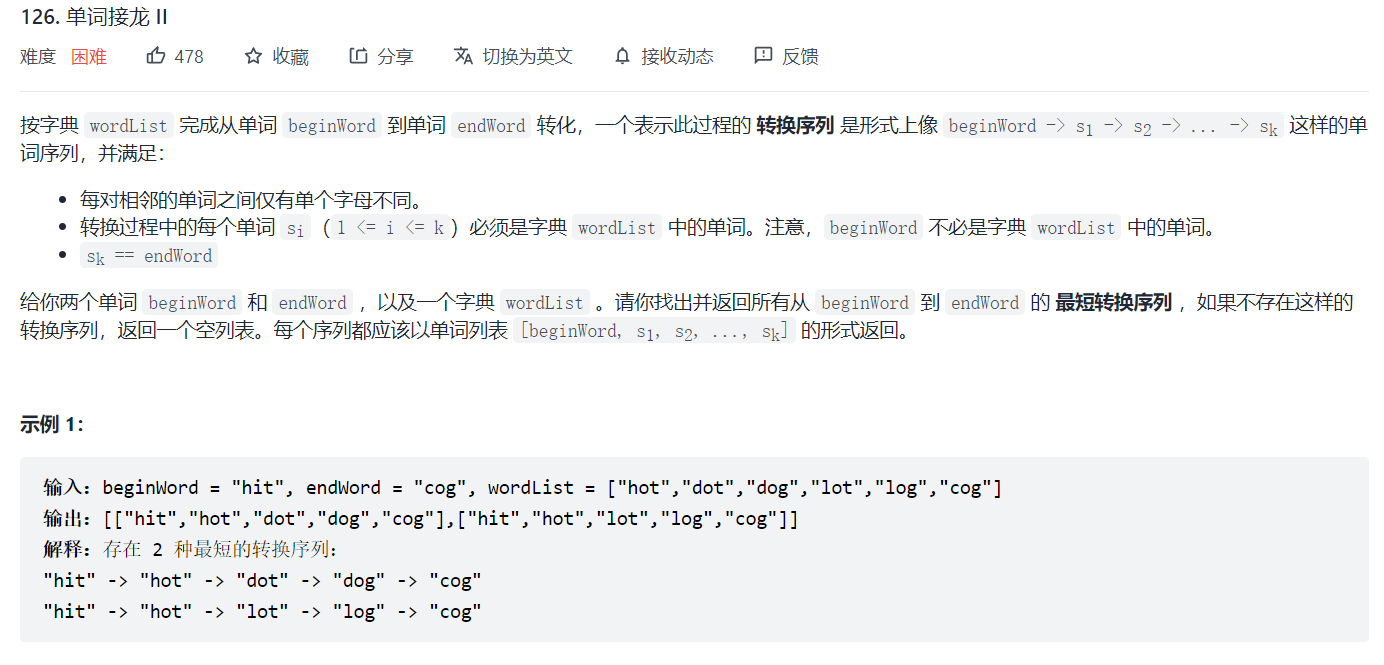 126. 单词接龙 II
难度 困难 478 收藏 分享 切换为英文 接收动态 反馈
按字典 wordList 完成从单词 beginWord 到单词 endWord 转化，一个表示此过程的 转换序列 是形式上像 beginWord -> s1 -> s2 -> ... -> sk 这样的单
词序列，并满足：
每对相邻的单词之间仅有单个字母不同。
转换过程中的每个单词 si（1 <= i <= k）必须是字典 wordList 中的单词。注意，beginWord 不必是字典 wordList 中的单词。
sk == endWord
给你两个单词 beginWord 和 endWord ，以及一个字典 wordList 。请你找出并返回所有从 beginWord 到 endWord 的 最短转换序列 ，如果不存在这样的
转换序列，返回一个空列表。每个序列都应该以单词列表 [beginWord, s1, s2, ..., sk] 的形式返回。
示例 1：
输入：beginWord = "hit", endWord = "cog", wordList = ["hot","dot","dog","lot","log","cog"]
输出：[["hit","hot","dot","dog","cog"],["hit","hot","lot","log","cog"]]
解释：存在 2 种最短的转换序列：
"hit" -> "hot" -> "dot" -> "dog" -> "cog"
"hit" -> "hot" -> "lot" -> "log" -> "cog"